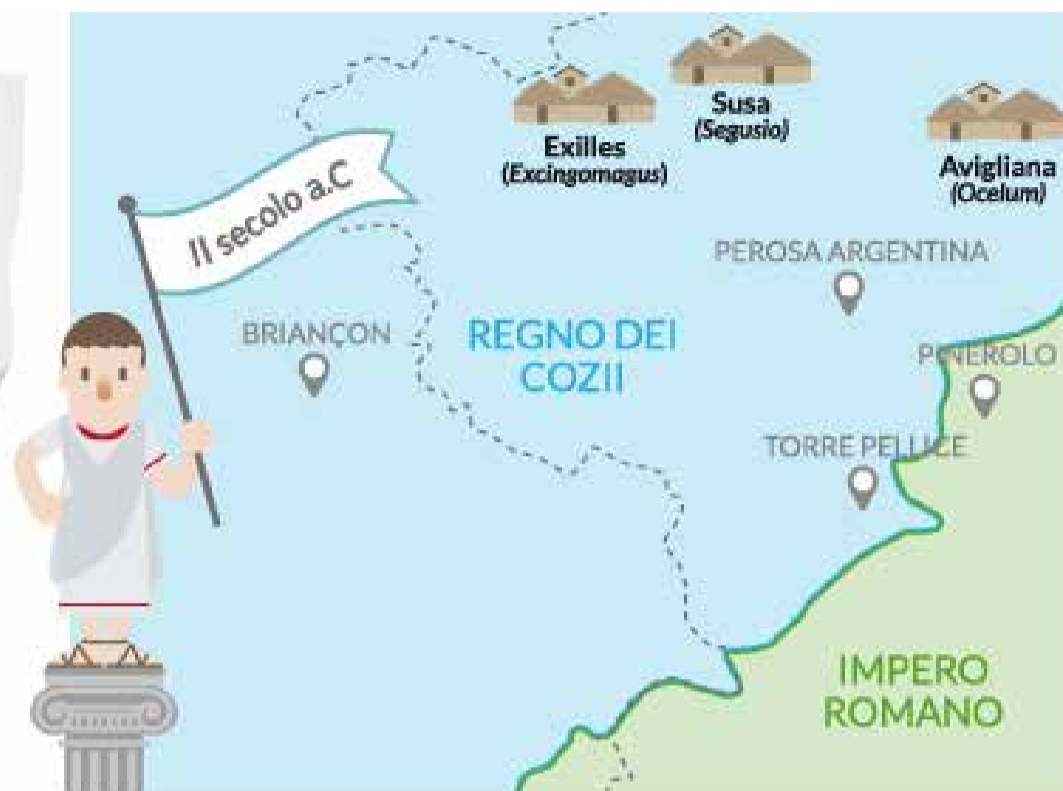 Susa
(Segusio)
Exilles
(Excingomagus)
Avigliana
(Ocelum)
II secolo a.C
PEROSA ARGENTINA
BRIANÇON
REGNO DEI
COZII
PINEROLO
TORRE PELLICE
IMPERO
ROMANO